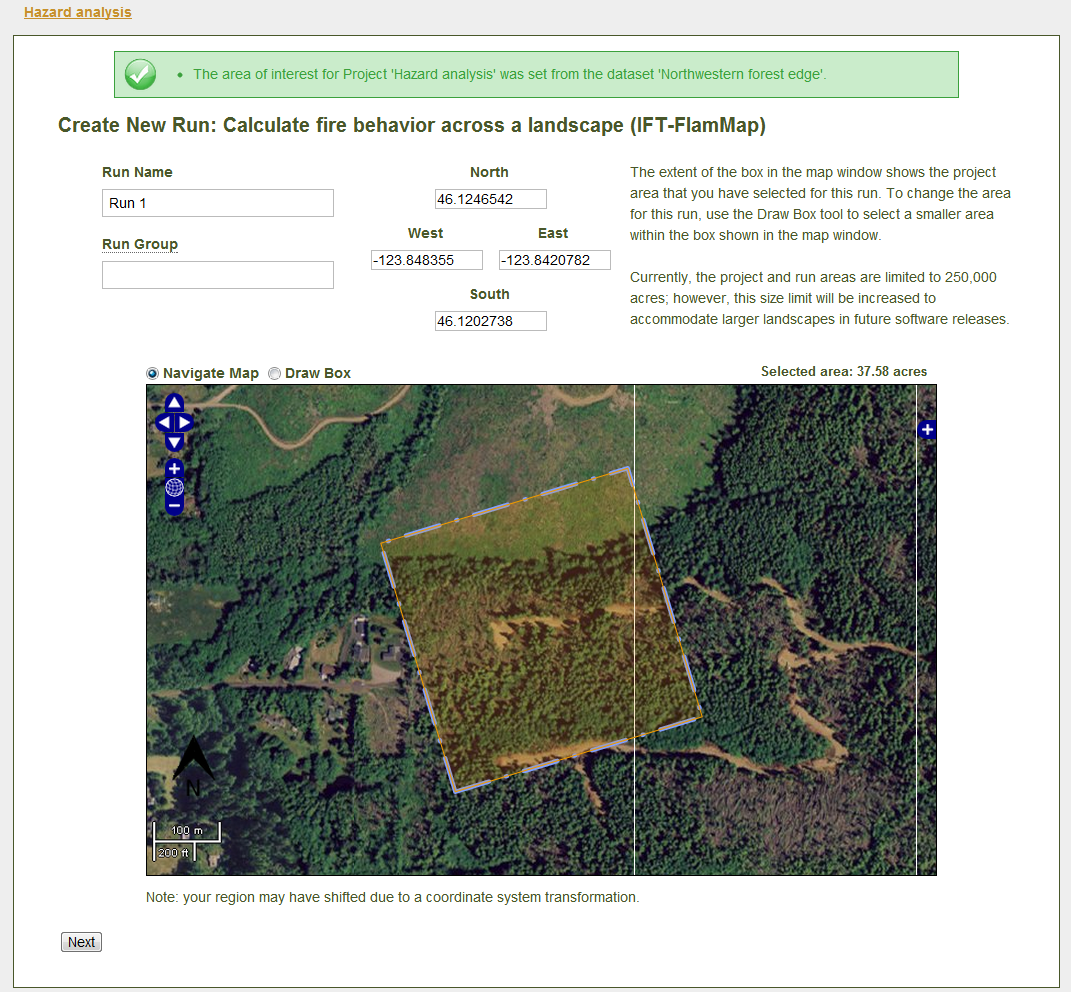 Hazard analysis
• The area of interest for Project 'Hazard analysis' was set from the dataset 'Northwestern forest edge'.
Create New Run: Calculate fire behavior across a landscape (IFT-FlamMap)
Run Name
Run 1
Run Group
North
46.1246542
West
East
-123.848355
-123.8420782
South
46.1202738
The extent of the box in the map window shows the project
area that you have selected for this run. To change the area
for this run, use the Draw Box tool to select a smaller area
within the box shown in the map window.
Currently, the project and run areas are limited to 250,000
acres; however, this size limit will be increased to
accommodate larger landscapes in future software releases.
Navigate Map
Draw Box
Selected area: 37.58 acres
N
100 m
200 ft
Note: your region may have shifted due to a coordinate system transformation.
Next